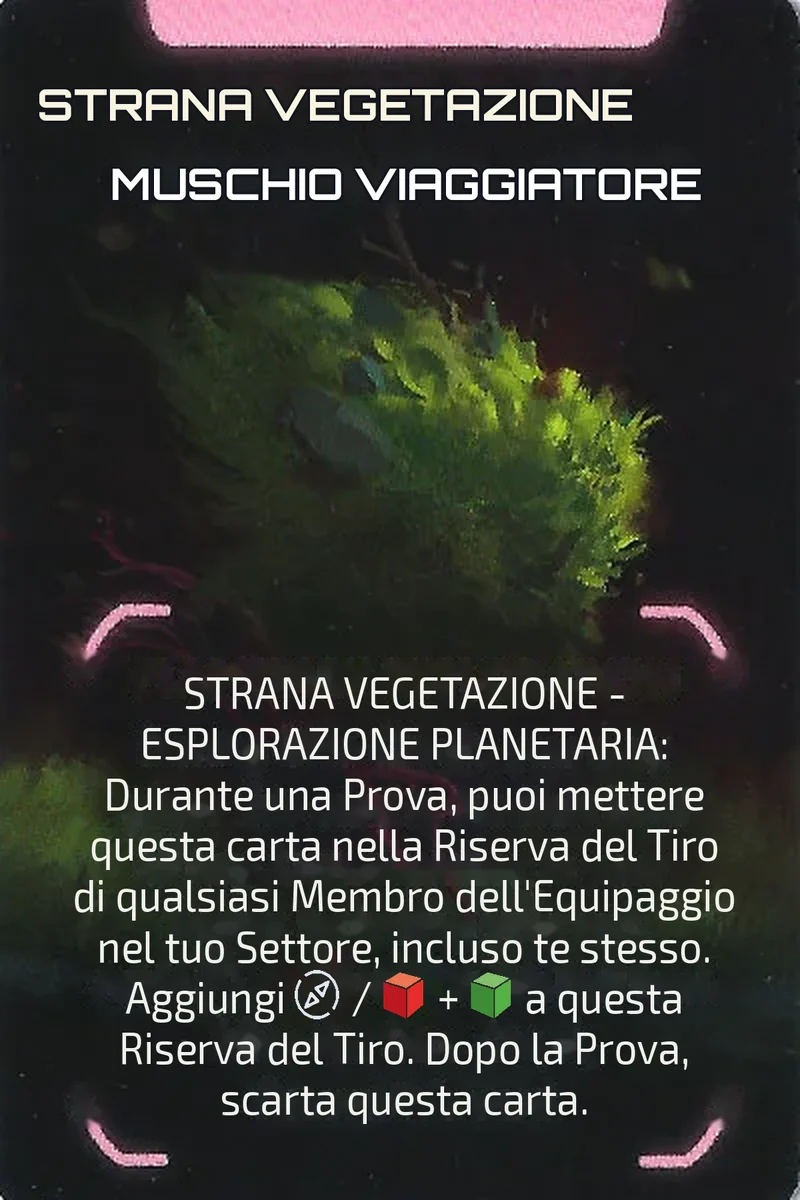 STRANA VEGETAZIONE
MUSCHIO VIAGGIATORE
STRANA VEGETAZIONE -
ESPLORAZIONE PLANETARIA:
Durante una Prova, puoi mettere
questa carta nella Riserva del Tiro
di qualsiasi Membro dell'Equipaggio
nel tuo Settore, incluso te stesso.
Aggiungi / + a questa
Riserva del Tiro. Dopo la Prova,
scarta questa carta.